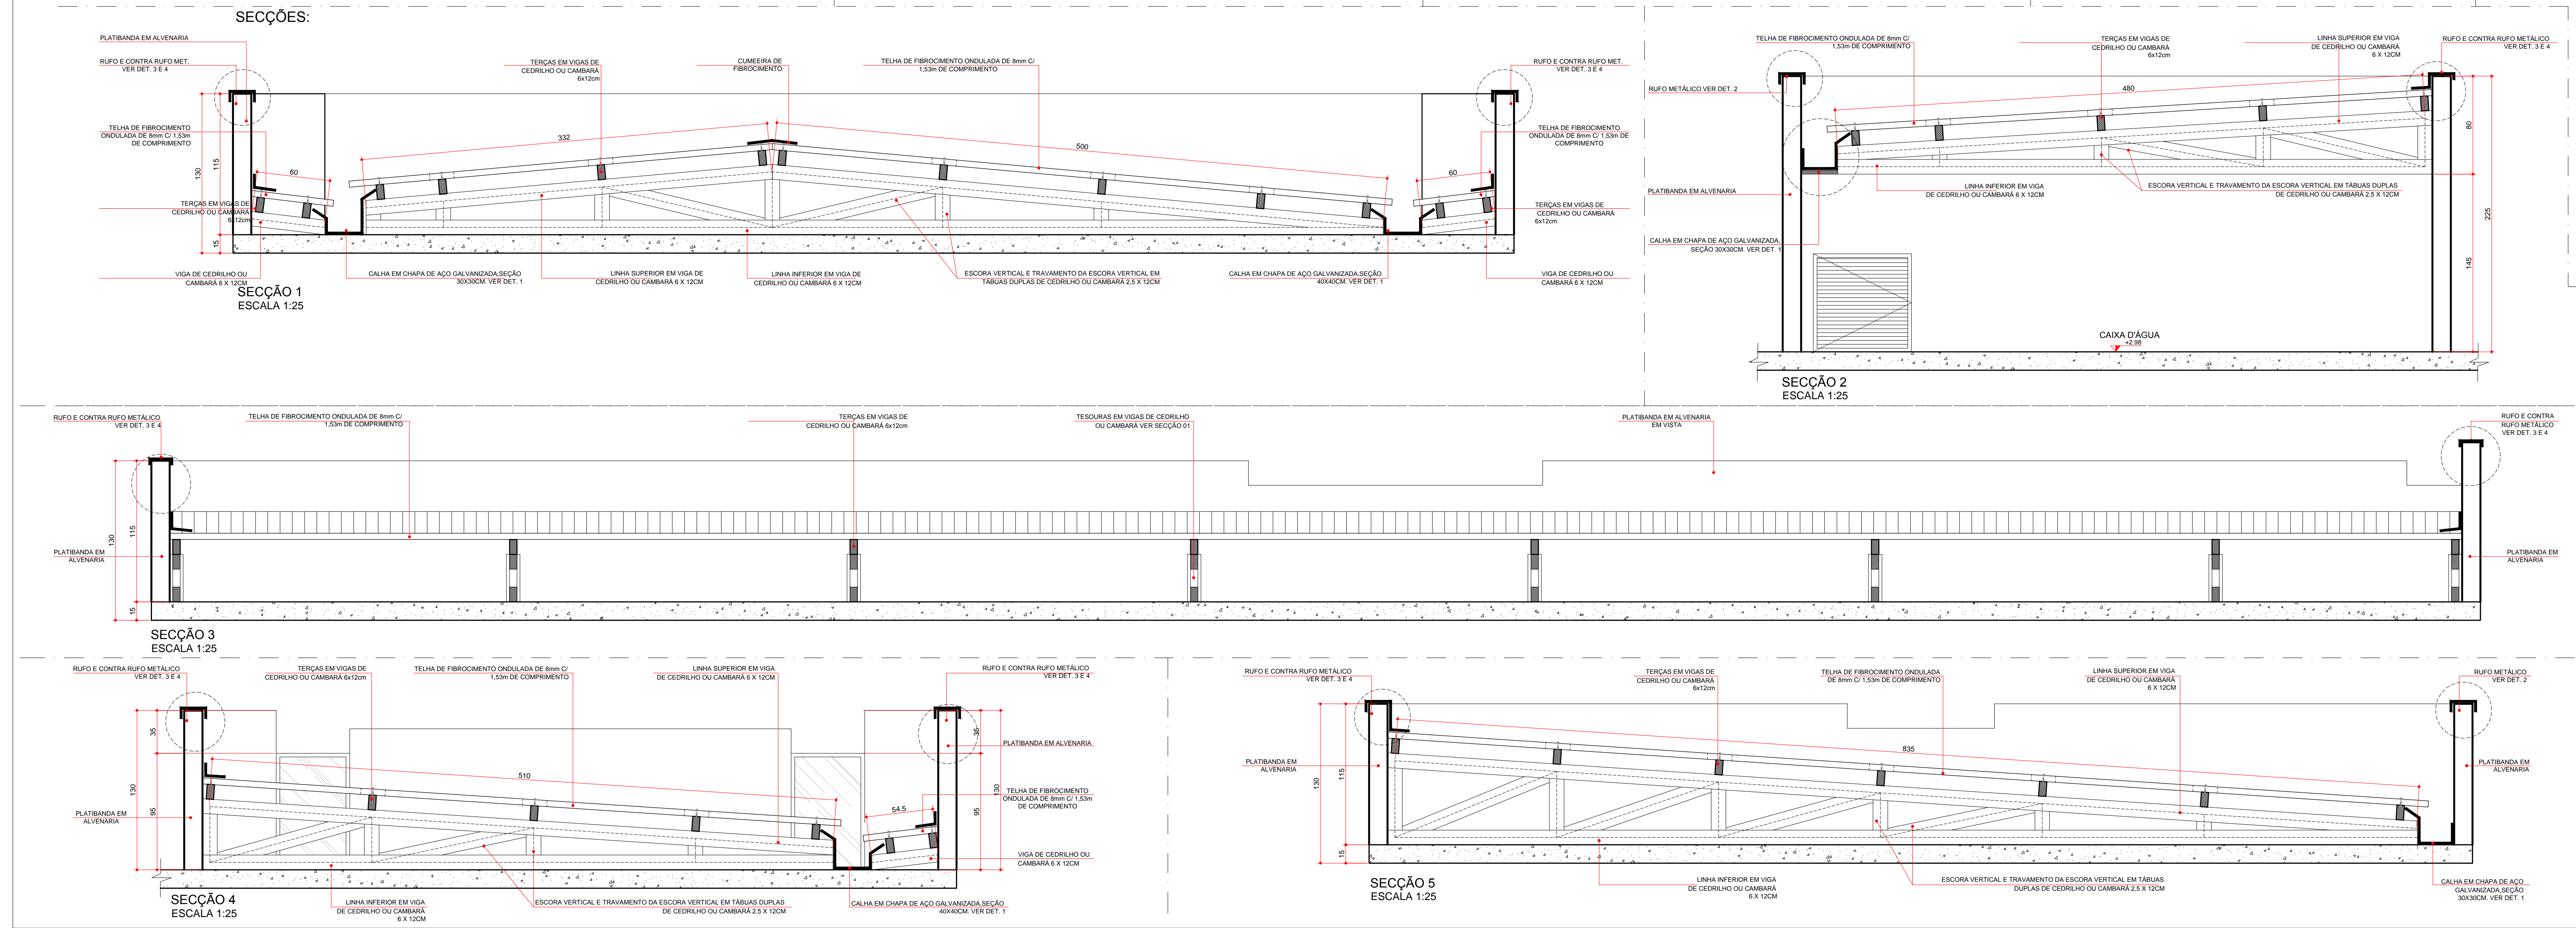 SECÇÕES:
PLATIBANDA EM ALVENARIA
RUFO E CONTRA RUFO MET.
VER DET. 3 E 4
TELHA DE FIBROCIMENTO
ONDULADA DE 8mm C/ 1,53m
DE COMPRIMENTO
TERÇAS EM VIGAS DE
CEDRILHO OU CAMBARÁ
6x12cm
VIGA DE CEDRILHO OU
CAMBARÁ 6 X 12CM
130
115
15
60
332
500
60
TERÇAS EM VIGAS DE
CEDRILHO OU CAMBARÁ
6x12cm
CUMEEIRA DE
FIBROCIMENTO
TELHA DE FIBROCIMENTO ONDULADA DE 8mm C/
1,53m DE COMPRIMENTO
RUFO E CONTRA RUFO MET.
VER DET. 3 E 4
TELHA DE FIBROCIMENTO
ONDULADA DE 8mm C/ 1,53m DE
COMPRIMENTO
TERÇAS EM VIGAS DE
CEDRILHO OU CAMBARÁ
6x12cm
VIGA DE CEDRILHO OU
CAMBARÁ 6 X 12CM
CALHA EM CHAPA DE AÇO GALVANIZADA,SEÇÃO
30X30CM. VER DET. 1
LINHA SUPERIOR EM VIGA DE
CEDRILHO OU CAMBARÁ 6 X 12CM
LINHA INFERIOR EM VIGA DE
CEDRILHO OU CAMBARÁ 6 X 12CM
ESCORA VERTICAL E TRAVAMENTO DA ESCORA VERTICAL EM
TÁBUAS DUPLAS DE CEDRILHO OU CAMBARÁ 2,5 X 12CM
CALHA EM CHAPA DE AÇO GALVANIZADA,SEÇÃO
40X40CM. VER DET. 1
SECÇÃO 1
ESCALA 1:25
TELHA DE FIBROCIMENTO ONDULADA DE 8mm C/
1,53m DE COMPRIMENTO
TERÇAS EM VIGAS DE
CEDRILHO OU CAMBARÁ
6x12cm
LINHA SUPERIOR EM VIGA
DE CEDRILHO OU CAMBARÁ
6 X 12CM
RUFO E CONTRA RUFO METÁLICO
VER DET. 3 E 4
RUFO METÁLICO VER DET. 2
480
80
225
145
PLATIBANDA EM ALVENARIA
LINHA INFERIOR EM VIGA
DE CEDRILHO OU CAMBARÁ 6 X 12CM
ESCORA VERTICAL E TRAVAMENTO DA ESCORA VERTICAL EM TÁBUAS DUPLAS
DE CEDRILHO OU CAMBARÁ 2,5 X 12CM
CALHA EM CHAPA DE AÇO GALVANIZADA,
SEÇÃO 30X30CM. VER DET. 1
CAIXA D'ÁGUA
+2.98
SECÇÃO 2
ESCALA 1:25
RUFO E CONTRA RUFO METÁLICO
VER DET. 3 E 4
TELHA DE FIBROCIMENTO ONDULADA DE 8mm C/
1,53m DE COMPRIMENTO
TERÇAS EM VIGAS DE
CEDRILHO OU CAMBARÁ 6x12cm
TESOURAS EM VIGAS DE CEDRILHO
OU CAMBARÁ VER SECÇÃO 01
PLATIBANDA EM ALVENARIA
EM VISTA
RUFO E CONTRA
RUFO METÁLICO
VER DET. 3 E 4
130
115
15
PLATIBANDA EM
ALVENARIA
PLATIBANDA EM
ALVENARIA
SECÇÃO 3
ESCALA 1:25
RUFO E CONTRA RUFO METÁLICO
VER DET. 3 E 4
TERÇAS EM VIGAS DE
CEDRILHO OU CAMBARÁ 6x12cm
TELHA DE FIBROCIMENTO ONDULADA DE 8mm C/
1,53m DE COMPRIMENTO
LINHA SUPERIOR EM VIGA
DE CEDRILHO OU CAMBARÁ 6 X 12CM
RUFO E CONTRA RUFO METÁLICO
VER DET. 3 E 4
35
130
95
510
54.5
35
130
95
PLATIBANDA EM ALVENARIA
TELHA DE FIBROCIMENTO
ONDULADA DE 8mm C/ 1,53m
DE COMPRIMENTO
PLATIBANDA EM
ALVENARIA
VIGA DE CEDRILHO OU
CAMBARÁ 6 X 12CM
SECÇÃO 4
ESCALA 1:25
LINHA INFERIOR EM VIGA
DE CEDRILHO OU CAMBARÁ
6 X 12CM
ESCORA VERTICAL E TRAVAMENTO DA ESCORA VERTICAL EM TÁBUAS DUPLAS
DE CEDRILHO OU CAMBARÁ 2,5 X 12CM
CALHA EM CHAPA DE AÇO GALVANIZADA,SEÇÃO
40X40CM. VER DET. 1
RUFO E CONTRA RUFO METÁLICO
VER DET. 3 E 4
TERÇAS EM VIGAS DE
CEDRILHO OU CAMBARÁ
6x12cm
TELHA DE FIBROCIMENTO ONDULADA
DE 8mm C/ 1,53m DE COMPRIMENTO
LINHA SUPERIOR EM VIGA
DE CEDRILHO OU CAMBARÁ
6 X 12CM
RUFO METÁLICO
VER DET. 2
835
130
115
15
PLATIBANDA EM
ALVENARIA
PLATIBANDA EM
ALVENARIA
SECÇÃO 5
ESCALA 1:25
LINHA INFERIOR EM VIGA
DE CEDRILHO OU CAMBARÁ
6 X 12CM
ESCORA VERTICAL E TRAVAMENTO DA ESCORA VERTICAL EM TÁBUAS
DUPLAS DE CEDRILHO OU CAMBARÁ 2,5 X 12CM
CALHA EM CHAPA DE AÇO
GALVANIZADA,SEÇÃO
30X30CM. VER DET. 1